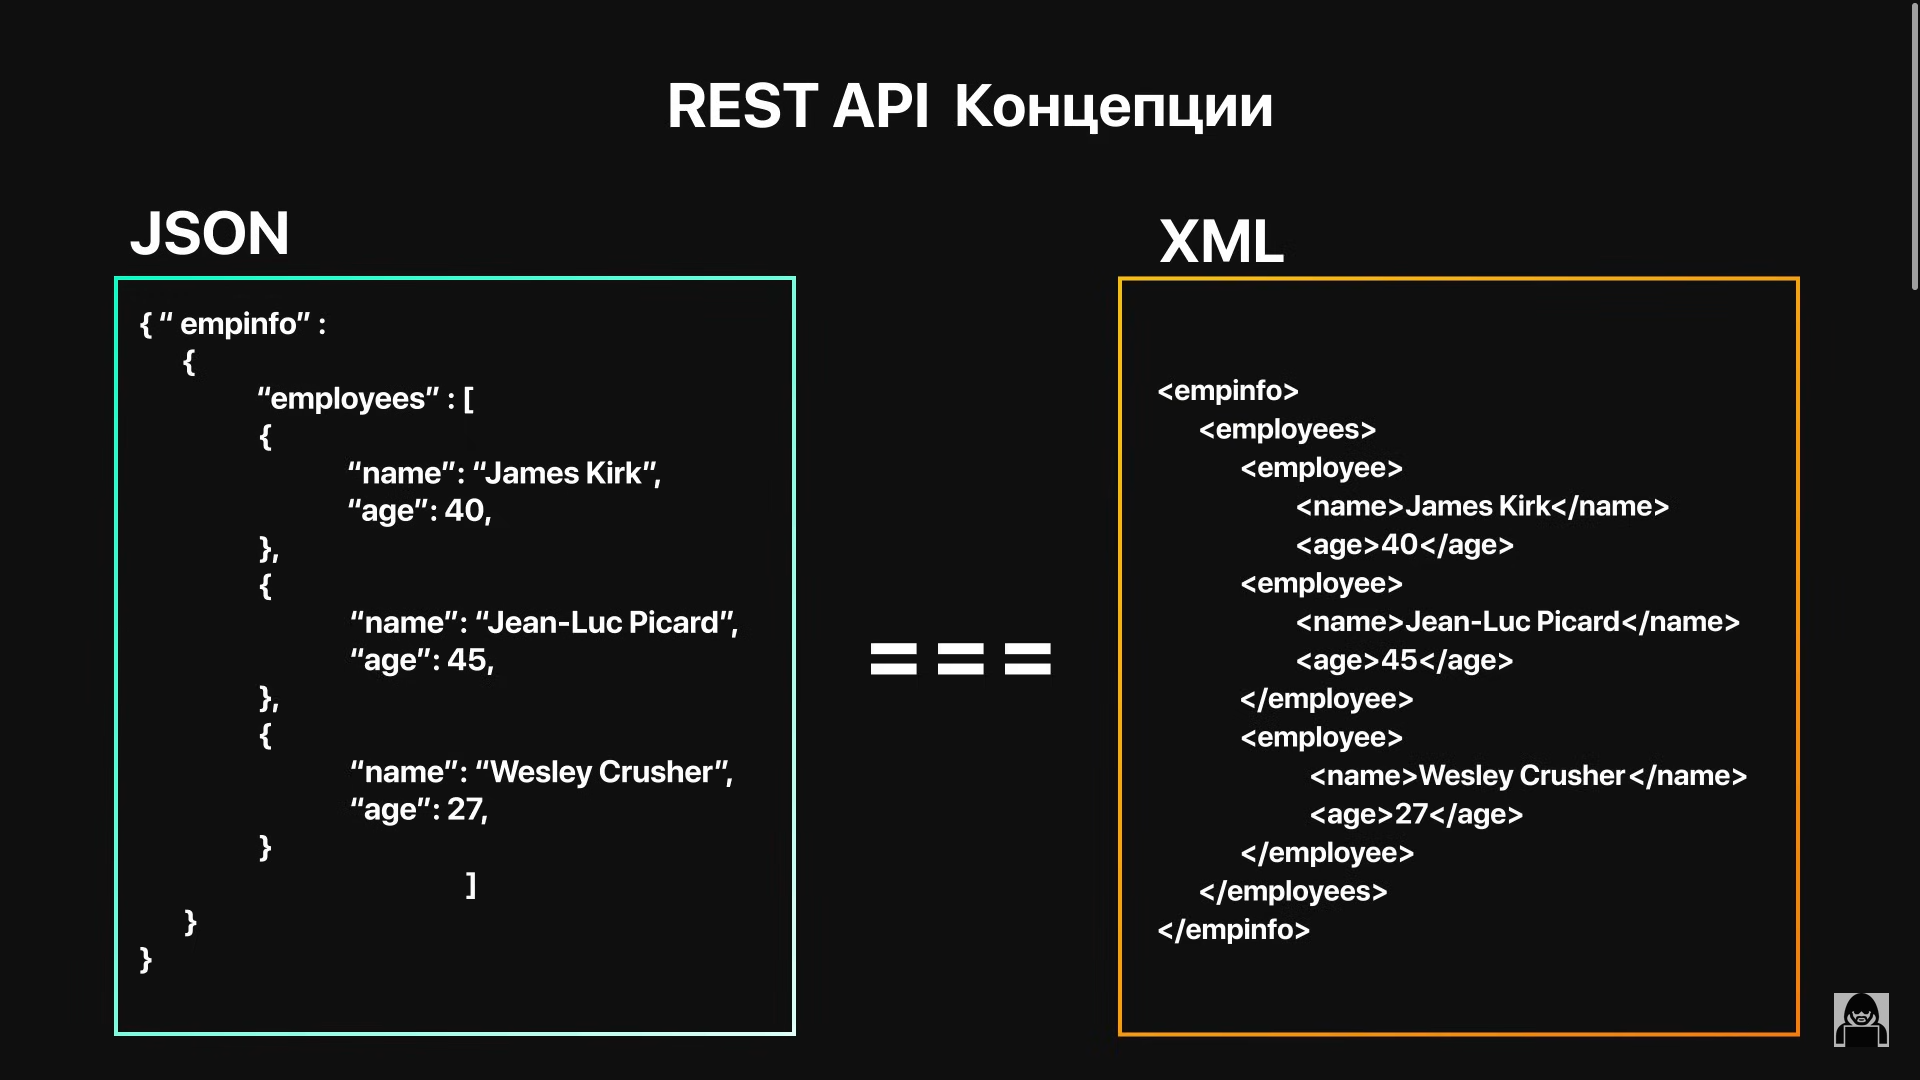 REST API Концепции
JSON
{ “ empinfo” :
{
“employees” : [
{
“name”: “James Kirk”,
“age”: 40,
},
{
“name”: “Jean-Luc Picard”,
“age”: 45,
},
{
“name”: “Wesley Crusher”,
“age”: 27,
}
]
}
}
===
XML
<empinfo>
<employees>
<employee>
<name>James Kirk</name>
<age>40</age>
<employee>
<name>Jean-Luc Picard</name>
<age>45</age>
</employee>
<employee>
<name>Wesley Crusher</name>
<age>27</age>
</employee>
</employees>
</empinfo>